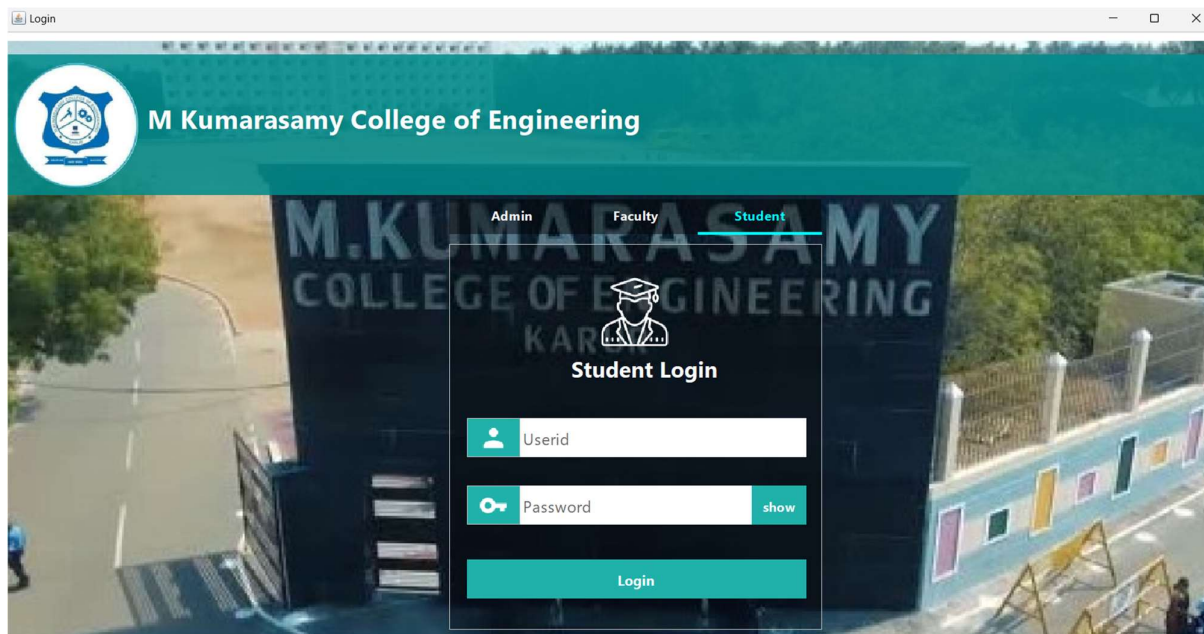 Login
M Kumarasamy College of Engineering
Admin Faculty Student
M.KUMARASAMY
COLLEGE OF ENGINEERING
Student Login
Userid
Password show
Login